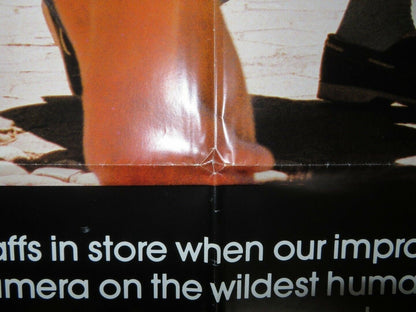 affs in store when our impro
amera on the wildest huma